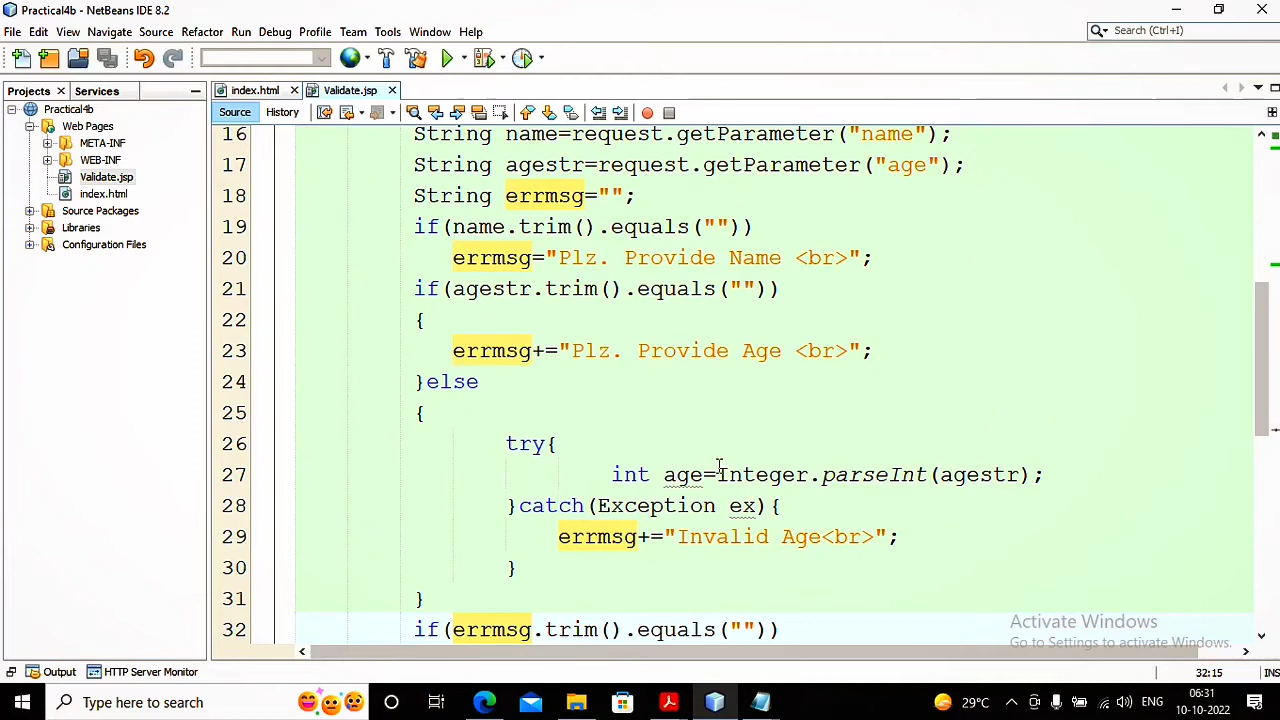 Practical4b - NetBeans IDE 8.2
File Edit View Navigate Source Refactor Run Debug Profile Team Tools Window Help
Search (Ctrl+I)
Projects Services
index.html Validate.jsp
Practical4b
Web Pages
META-INF
WEB-INF
Validate.jsp
index.html
Source Packages
Libraries
Configuration Files
Source History
16 String name=request.getParameter("name");
17 String agestr=request.getParameter("age");
18 String errmsg="";
19 if(name.trim().equals(""))
20 errmsg="Plz. Provide Name <br>";
21 if(agestr.trim().equals(""))
22 {
23 errmsg+="Plz. Provide Age <br>";
24 }else
25 {
26 try{
27 int age=Integer.parseInt(agestr);
28 }catch(Exception ex){
29 errmsg+="Invalid Age<br>";
30 }
31 }
32 if(errmsg.trim().equals(""))
Activate Windows
Go to Settings to activate Windows.
Output HTTP Server Monitor
32:15 INS
Type here to search
29°C ENG
06:31
10-10-2022